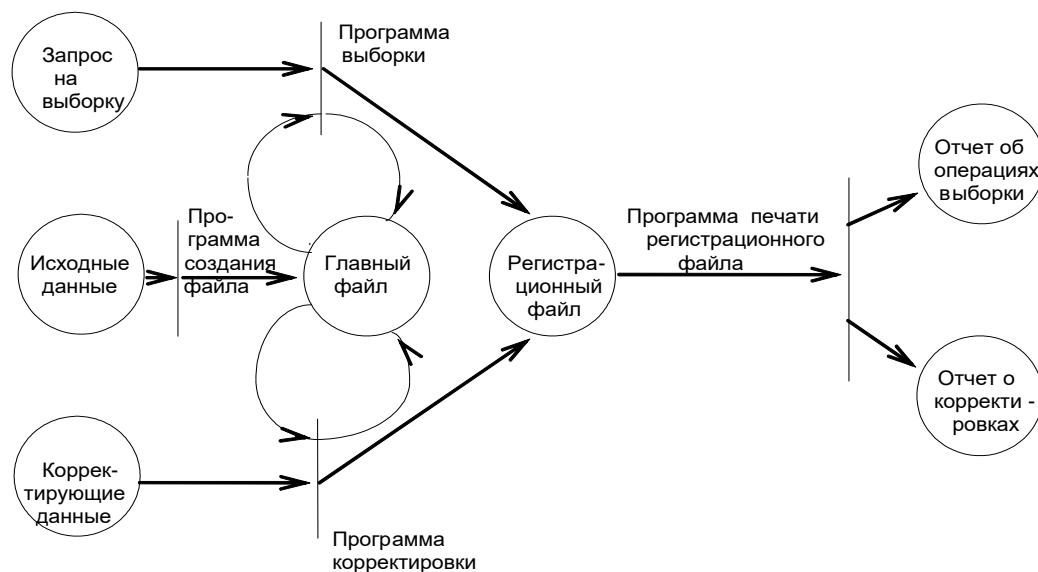 Запрос
на
выборку
Программа
выборки
Отчет об
операциях
выборки
Исходные
данные
Про-
грамма
создания
файла
Главный
файл
Регистра-
ционный
файл
Программа печати
регистрационного
файла
Отчет о
корректи -
ровках
Коррек-
тирующие
данные
Программа
корректировки